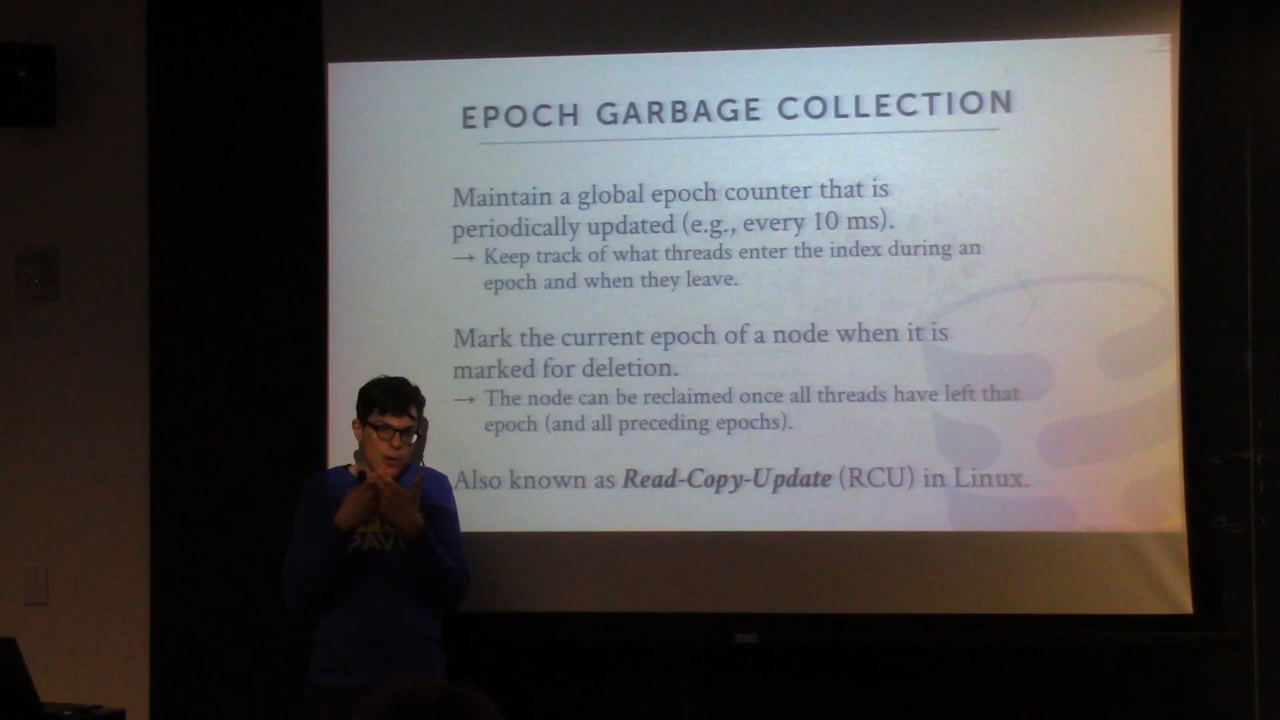 EPOCH GARBAGE COLLECTION
Maintain a global epoch counter that is
periodically updated (e.g., every 10 ms).
→ Keep track of what threads enter the index during an
epoch and when they leave.
Mark the current epoch of a node when it is
marked for deletion.
→ The node can be reclaimed once all threads have left that
epoch (and all preceding epochs).
Also known as Read-Copy-Update (RCU) in Linux.